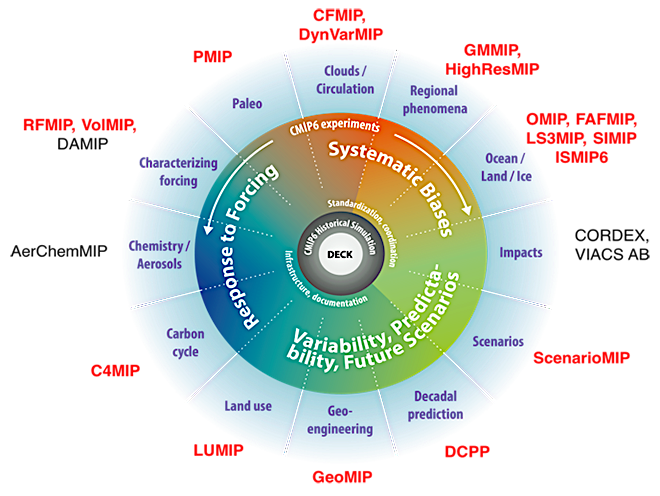 CFMIP,
DynVarMIP
PMIP
GMMIP,
HighResMIP
Clouds /
Circulation
Regional
phenomena
Paleo
RFMIP, VolMIP,
DAMIP
OMIP, FAFMIP,
LS3MIP, SIMIP
ISMIP6
CMIP6 experiments
Characterizing
forcing
Ocean /
Land / Ice
Systematic Biases
Response to Forcing
Standardization, coordination
CMIP6 Historical Simulation
DECK
Infrastructure, documentation
AerChemMIP
Chemistry /
Aerosols
Impacts
CORDEX,
VIACS AB
Variability, Predicta-
bility, Future Scenarios
Carbon
cycle
Scenarios
C4MIP
ScenarioMIP
Land use
Geo-
engineering
Decadal
prediction
LUMIP
GeoMIP
DCPP